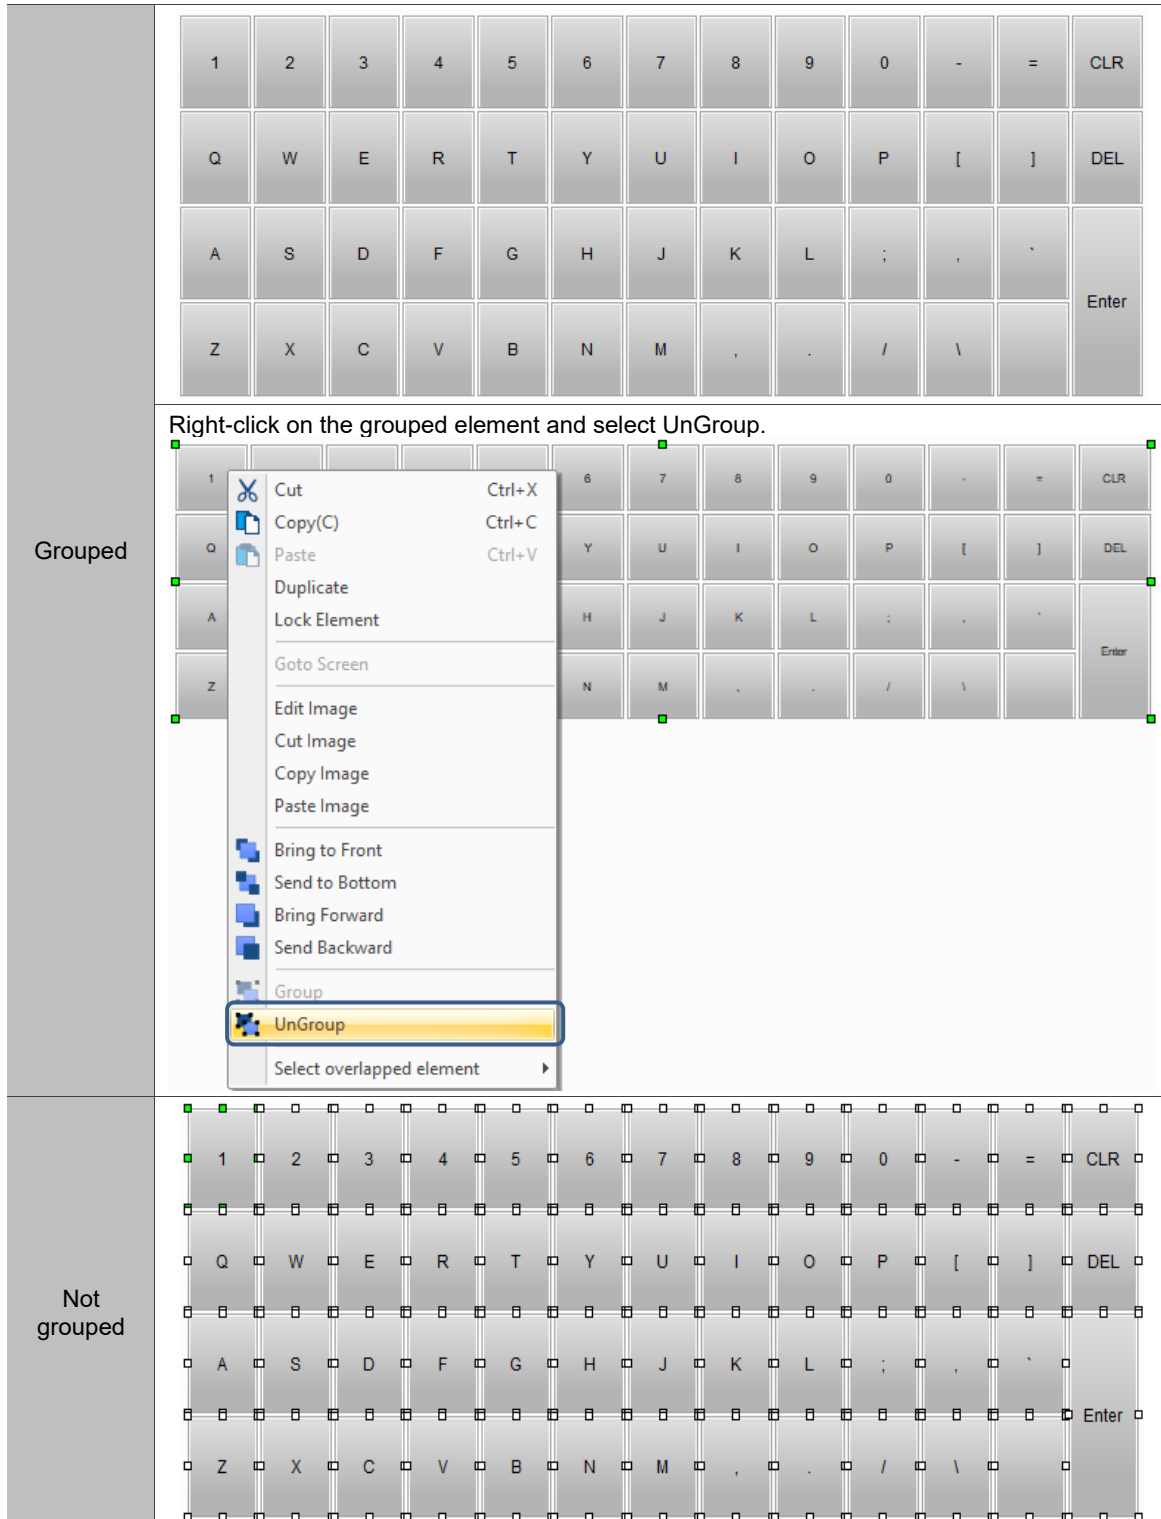 1 2 3 4 5 6 7 8 9 0 - = CLR
Q W E R T Y U I O P [ ] DEL
A S D F G H J K L ; , `
Enter
Z X C V B N M , . / \
Grouped
Right-click on the grouped element and select UnGroup.
1 6 7 8 9 0 - = CLR
Q Y U I O P [ ] DEL
A H J K L ; , `
Enter
Z N M , . / \
Cut Ctrl+X
Copy(C) Ctrl+C
Paste Ctrl+V
Duplicate
Lock Element
Goto Screen
Edit Image
Cut Image
Copy Image
Paste Image
Bring to Front
Send to Bottom
Bring Forward
Send Backward
Group
UnGroup
Select overlapped element
Not
grouped
1 2 3 4 5 6 7 8 9 0 - = CLR
Q W E R T Y U I O P [ ] DEL
A S D F G H J K L ; , `
Enter
Z X C V B N M , . / \